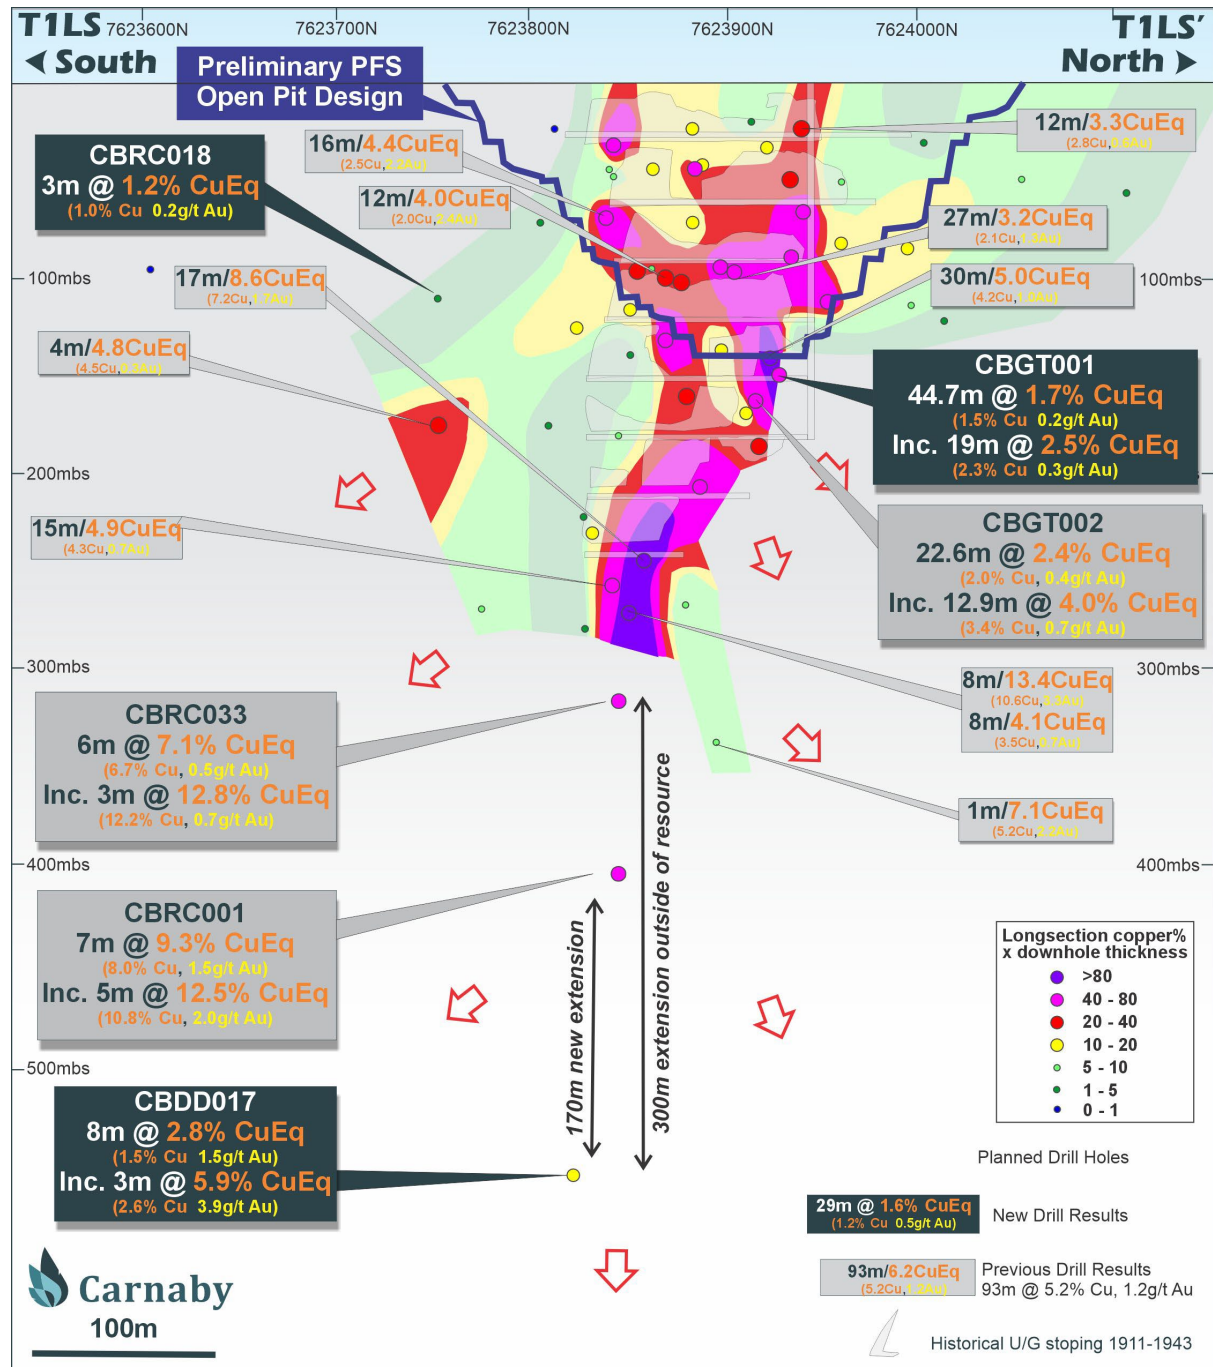 T1LS
7623600N
7623700N
7623800N
7623900N
7624000N
T1LS'
South
North
Preliminary PFS
Open Pit Design
CBRC018
3m @ 1.2% CuEq
(1.0% Cu 0.2g/t Au)
16m/4.4CuEq
(2.5Cu,2.2Au)
12m/4.0CuEq
(2.0Cu,2.4Au)
12m/3.3CuEq
(2.8Cu,0.6Au)
27m/3.2CuEq
(2.1Cu,1.3Au)
30m/5.0CuEq
(4.2Cu,1.0Au)
100mbs
100mbs
17m/8.6CuEq
(7.2Cu,1.7Au)
4m/4.8CuEq
(4.5Cu,0.3Au)
CBGT001
44.7m @ 1.7% CuEq
(1.5% Cu 0.2g/t Au)
Inc. 19m @ 2.5% CuEq
(2.3% Cu 0.3g/t Au)
200mbs
15m/4.9CuEq
(4.3Cu,0.7Au)
CBGT002
22.6m @ 2.4% CuEq
(2.0% Cu, 0.4g/t Au)
Inc. 12.9m @ 4.0% CuEq
(3.4% Cu, 0.7g/t Au)
300mbs
300mbs
8m/13.4CuEq
(10.6Cu,3.3Au)
8m/4.1CuEq
(3.5Cu,0.7Au)
CBRC033
6m @ 7.1% CuEq
(6.7% Cu, 0.5g/t Au)
Inc. 3m @ 12.8% CuEq
(12.2% Cu, 0.7g/t Au)
1m/7.1CuEq
(5.2Cu,2.2Au)
400mbs
400mbs
CBRC001
7m @ 9.3% CuEq
(8.0% Cu, 1.5g/t Au)
Inc. 5m @ 12.5% CuEq
(10.8% Cu, 2.0g/t Au)
170m new extension
300m extension outside of resource
500mbs
CBDD017
8m @ 2.8% CuEq
(1.5% Cu 1.5g/t Au)
Inc. 3m @ 5.9% CuEq
(2.6% Cu 3.9g/t Au)
Longsection copper%
x downhole thickness
>80
40 - 80
20 - 40
10 - 20
5 - 10
1 - 5
0 - 1
Planned Drill Holes
29m @ 1.6% CuEq
(1.2% Cu 0.5g/t Au)
New Drill Results
93m/6.2CuEq
(5.2Cu,1.2Au)
Previous Drill Results
93m @ 5.2% Cu, 1.2g/t Au
Historical U/G stoping 1911-1943
Carnaby
100m